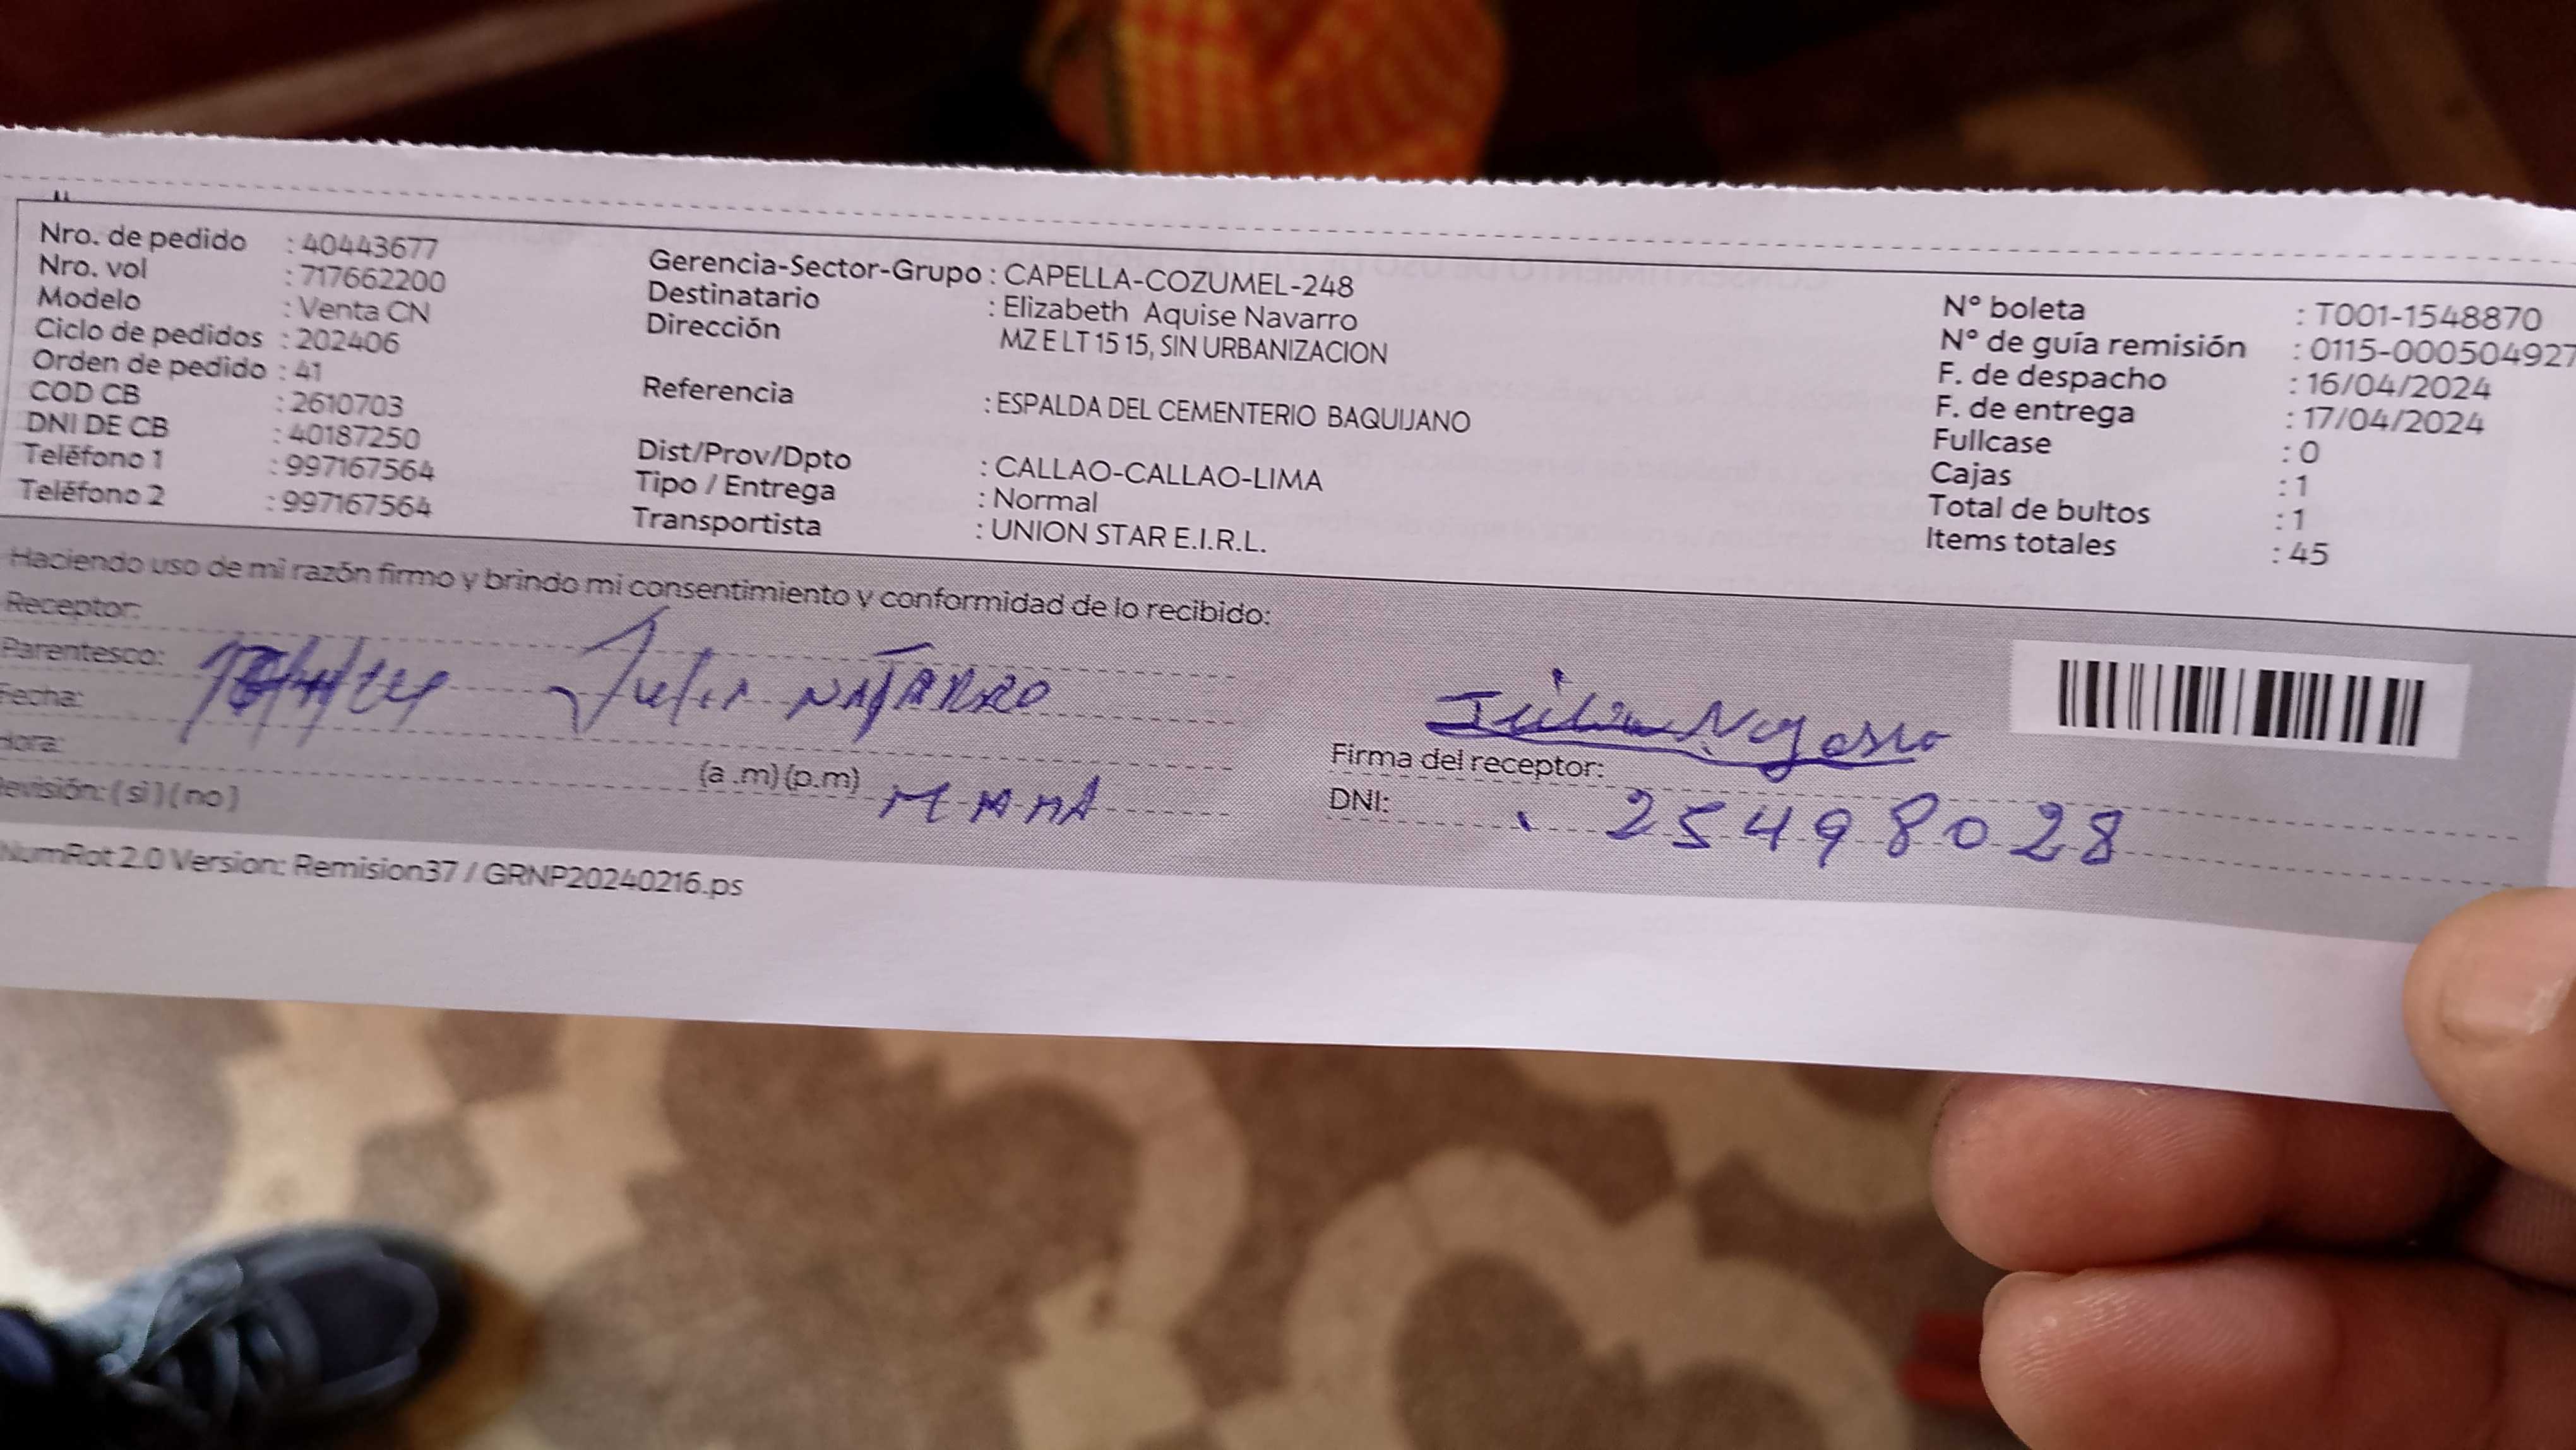 Nro. de pedido : 40443677
Nro. vol : 717662200
Modelo : Venta CN
Ciclo de pedidos : 202406
Orden de pedido : 41
COD CB : 2610703
DNI DE CB : 40187250
Teléfono 1 : 997167564
Teléfono 2 : 997167564
Gerencia-Sector-Grupo : CAPELLA-COZUMEL-248
Destinatario : Elizabeth Aquise Navarro
Dirección MZ E LT 15 15, SIN URBANIZACION
Referencia : ESPALDA DEL CEMENTERIO BAQUIJANO
Dist/Prov/Dpto : CALLAO-CALLAO-LIMA
Tipo / Entrega : Normal
Transportista : UNION STAR E.I.R.L.
N° boleta : T001-1548870
N° de guía remisión : 0115-000504927
F. de despacho : 16/04/2024
F. de entrega : 17/04/2024
Fullcase : 0
Cajas : 1
Total de bultos : 1
Items totales : 45
Haciendo uso de mi razón firmo y brindo mi consentimiento y conformidad de lo recibido:
Receptor:
Parentesco:
Fecha:
Hora: (a .m) (p.m)
MAMA
Revisión: ( si ) ( no )
Firma del receptor:
DNI: 25498028
NumRot 2.0 Version: Remision37 / GRNP20240216.ps